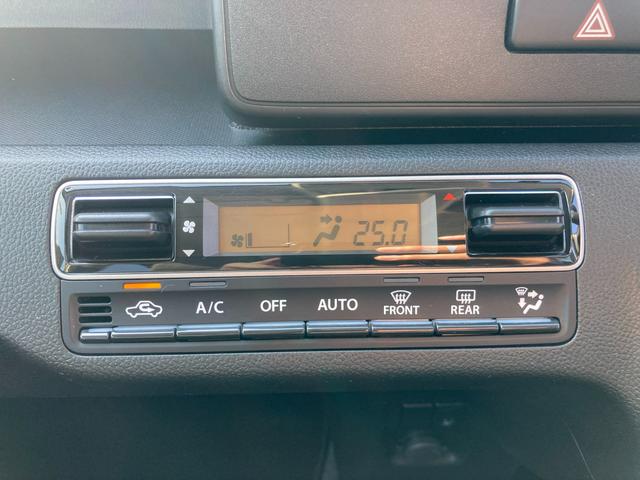 25.0
A/C OFF AUTO FRONT REAR